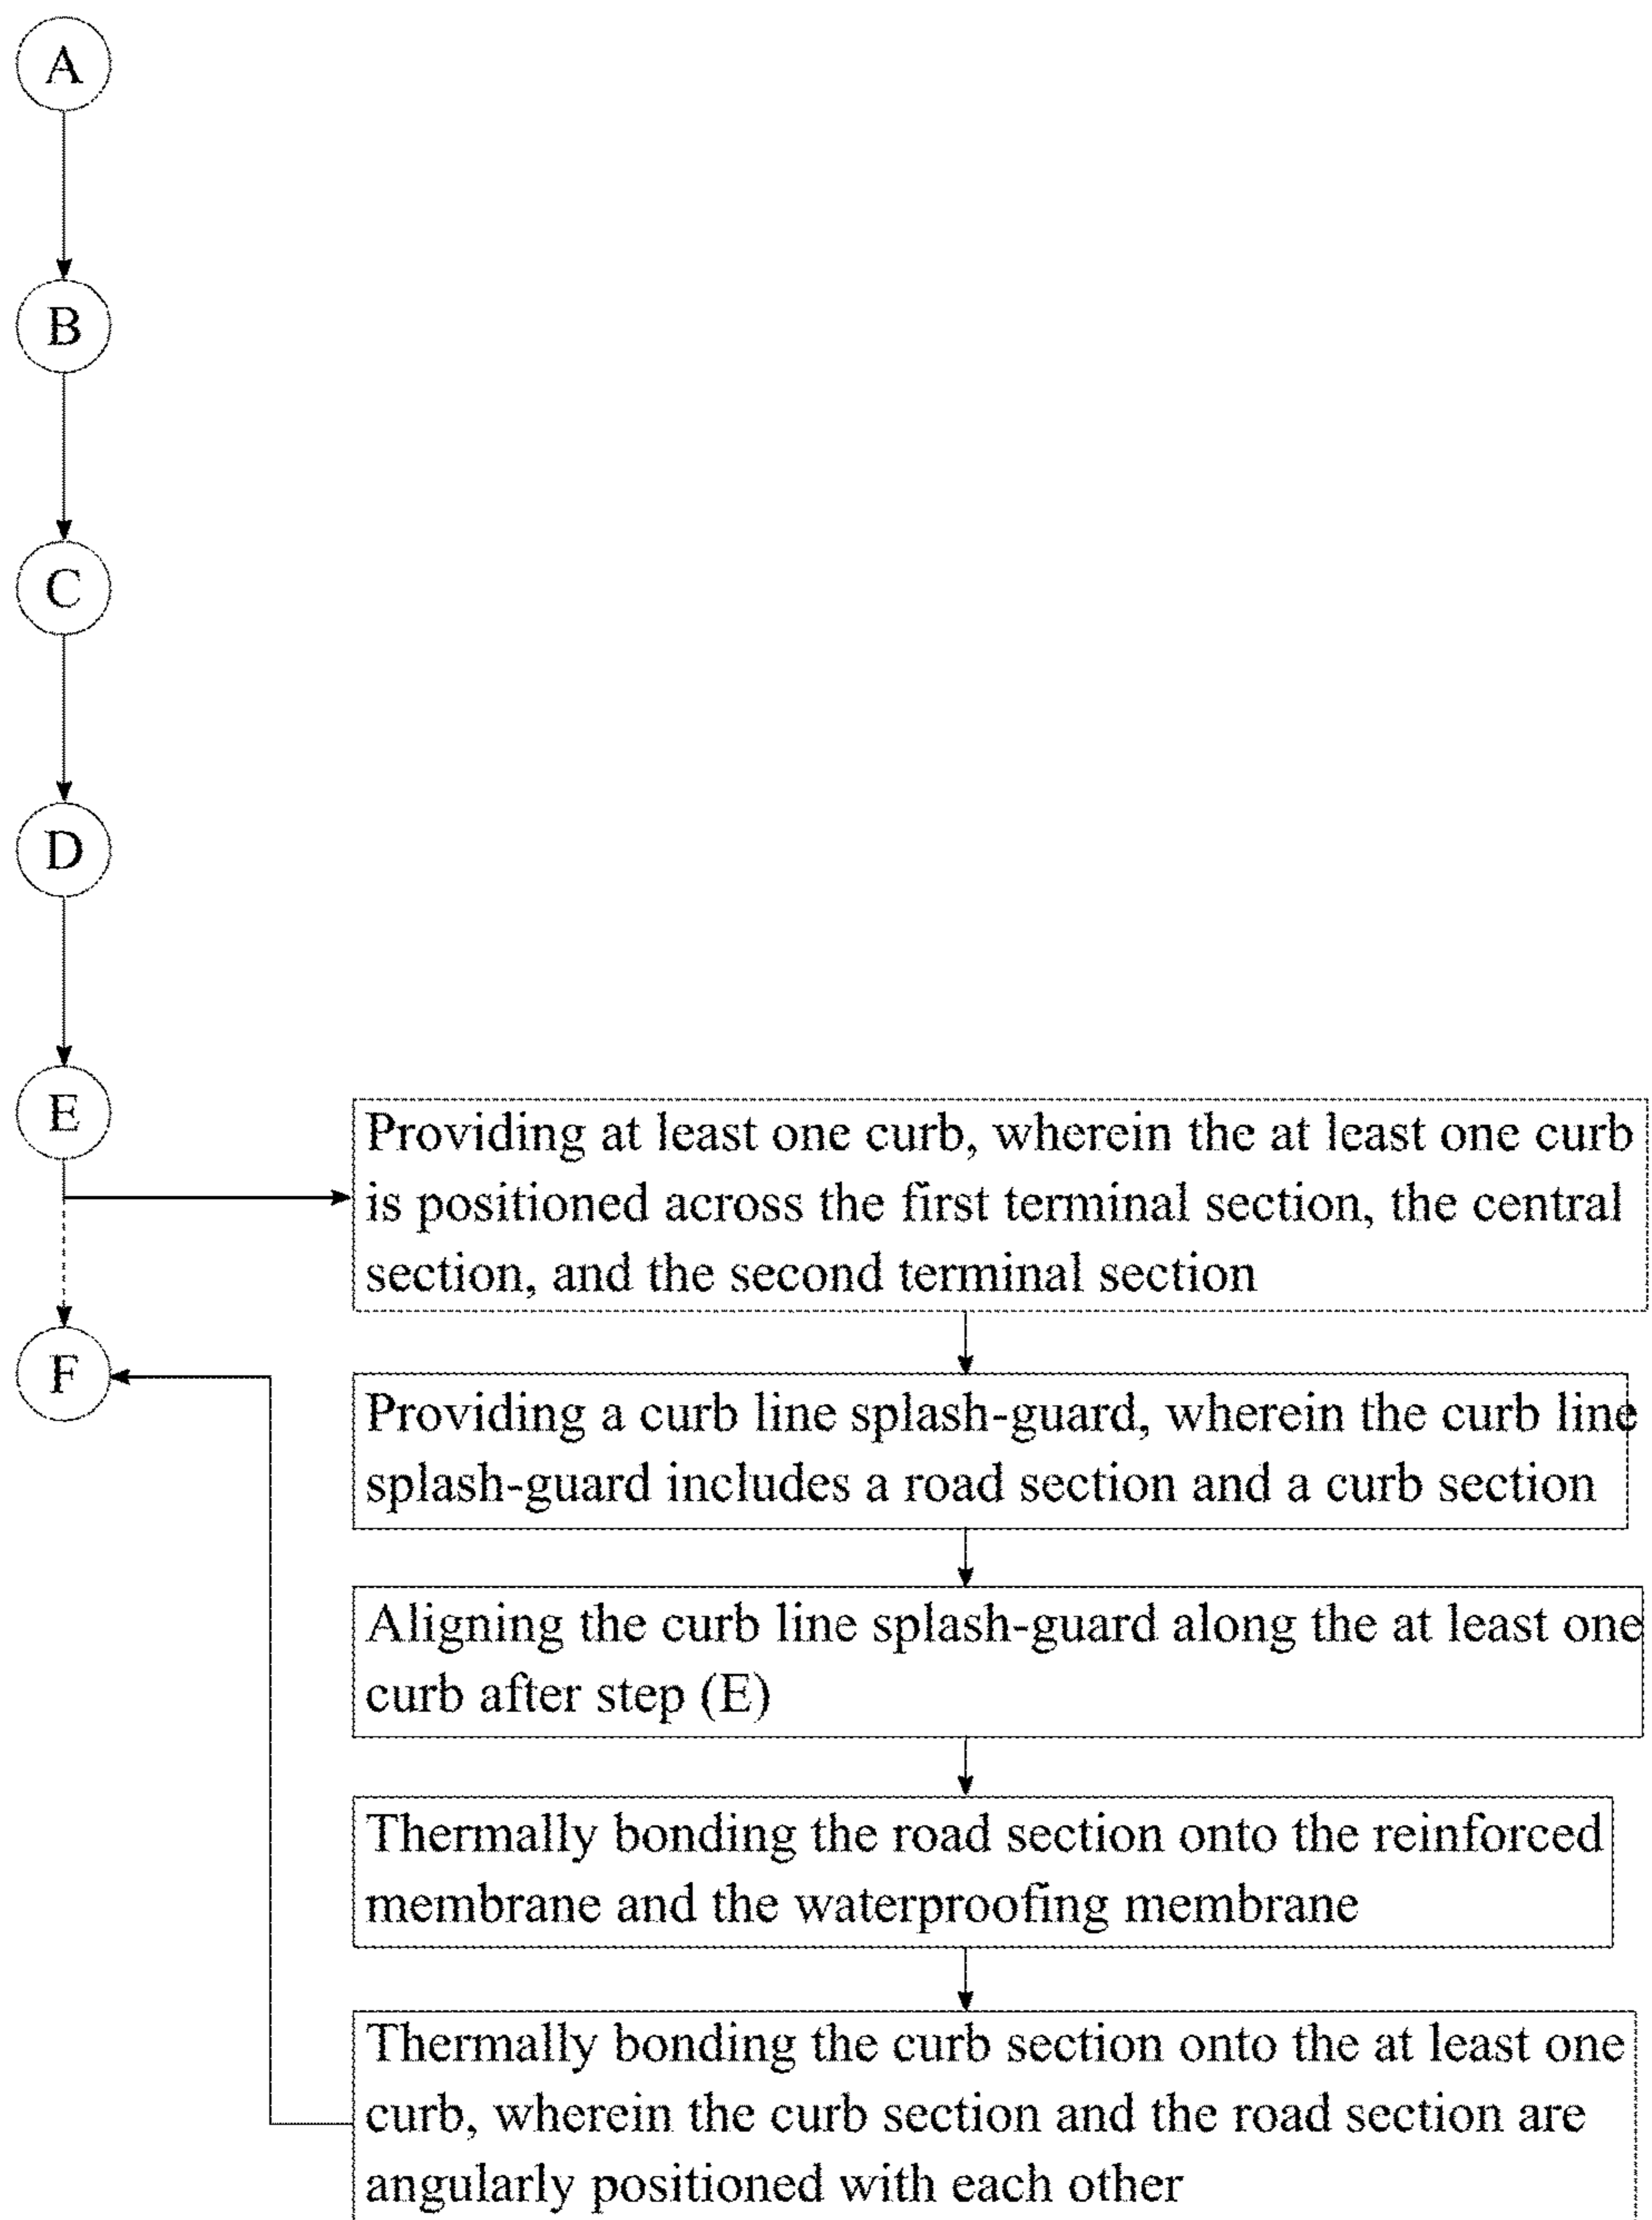 A
B
C
D
E
Providing at least one curb, wherein the at least one curb
is positioned across the first terminal section, the central
section, and the second terminal section
F
Providing a curb line splash-guard, wherein the curb line
splash-guard includes a road section and a curb section
Aligning the curb line splash-guard along the at least one
curb after step (E)
Thermally bonding the road section onto the reinforced
membrane and the waterproofing membrane
Thermally bonding the curb section onto the at least one
curb, wherein the curb section and the road section are
angularly positioned with each other